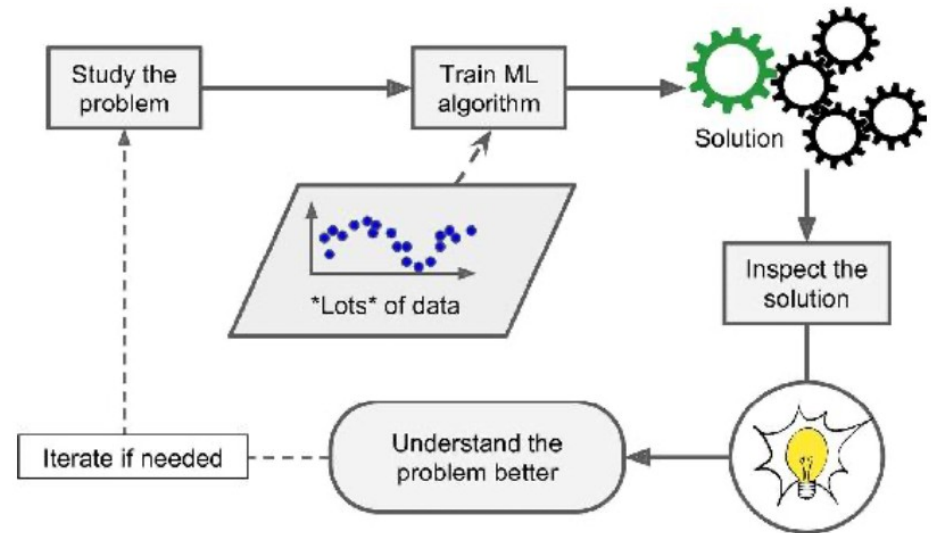 Study the
problem
Train ML
algorithm
Solution
*Lots* of data
Inspect the
solution
Understand the
problem better
Iterate if needed